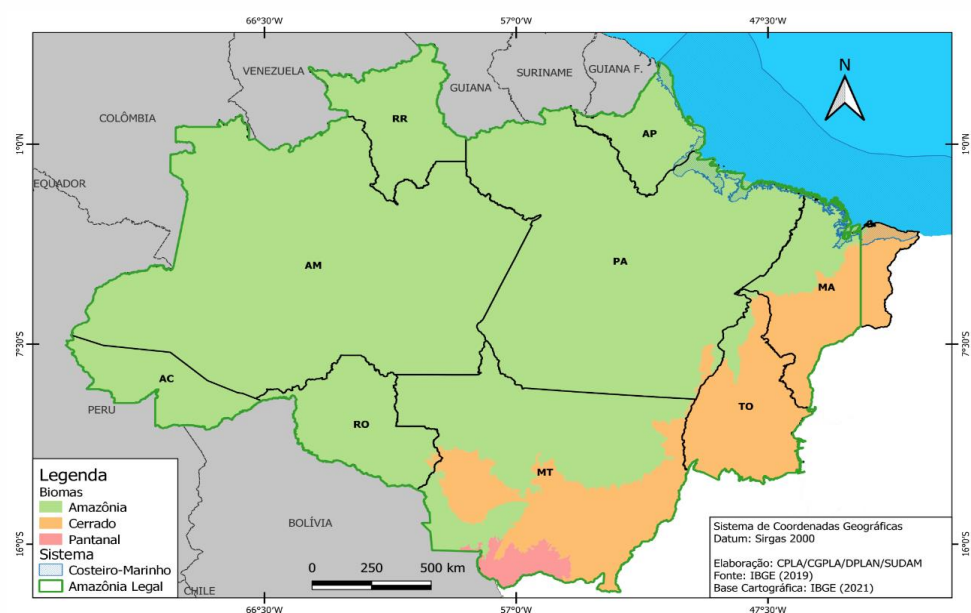 66°30'W
57°0'W
47°30'W
VENEZUELA
SURINAME
GUIANA F.
GUIANA
N
COLÔMBIA
RR
AP
1°0'N
1°0'N
EQUADOR
AM
PA
MA
7°30'S
7°30'S
AC
PERU
TO
RO
MT
BOLÍVIA
CHILE
16°0'S
16°0'S
Legenda
Biomas
Amazônia
Cerrado
Pantanal
Sistema
Costeiro-Marinho
Amazônia Legal
0 250 500 km
Sistema de Coordenadas Geográficas
Datum: Sirgas 2000
Elaboração: CPLA/CGPLA/DPLAN/SUDAM
Fonte: IBGE (2019)
Base Cartográfica: IBGE (2021)
66°30'W
57°0'W
47°30'W